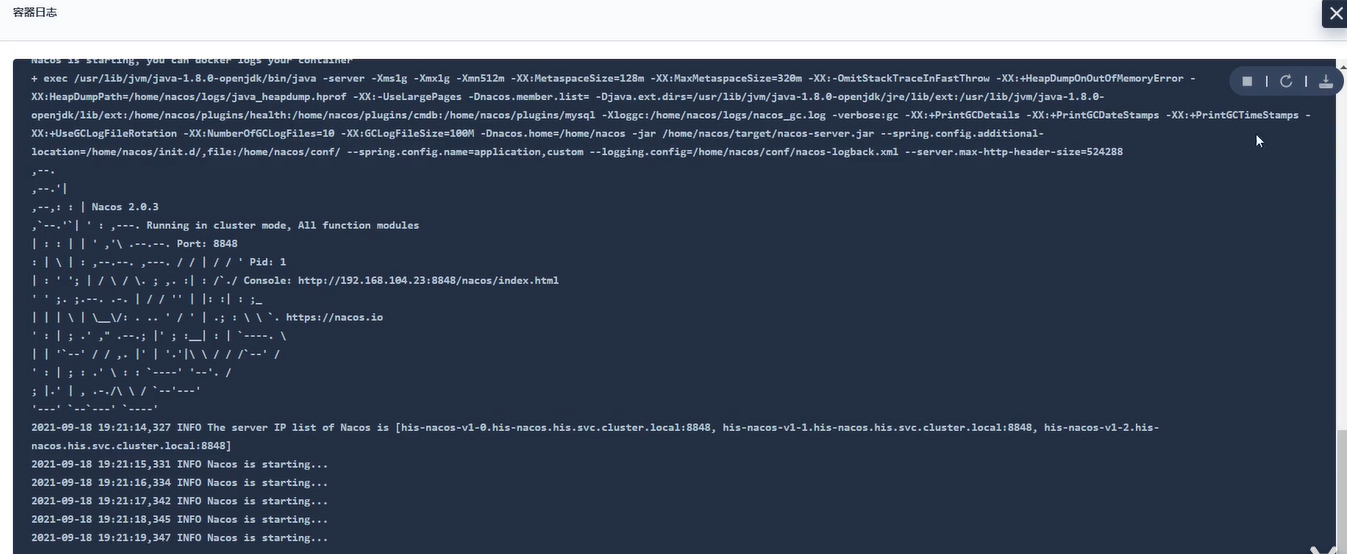 容器日志
Nacos is starting, you can docker logs your container
+ exec /usr/lib/jvm/java-1.8.0-openjdk/bin/java -server -Xms1g -Xmx1g -Xmn512m -XX:MetaspaceSize=128m -XX:MaxMetaspaceSize=320m -XX:-OmitStackTraceInFastThrow -XX:+HeapDumpOnOutOfMemoryError -
XX:HeapDumpPath=/home/nacos/logs/java_heapdump.hprof -XX:-UseLargePages -Dnacos.member.list= -Djava.ext.dirs=/usr/lib/jvm/java-1.8.0-openjdk/jre/lib/ext:/usr/lib/jvm/java-1.8.0-
openjdk/lib/ext:/home/nacos/plugins/health:/home/nacos/plugins/cmdb:/home/nacos/plugins/mysql -Xloggc:/home/nacos/logs/nacos_gc.log -verbose:gc -XX:+PrintGCDetails -XX:+PrintGCDateStamps -XX:+PrintGCTimeStamps -
XX:+UseGCLogFileRotation -XX:NumberOfGCLogFiles=10 -XX:GCLogFileSize=100M -Dnacos.home=/home/nacos -jar /home/nacos/target/nacos-server.jar --spring.config.additional-
location=/home/nacos/init.d/,file:/home/nacos/conf/ --spring.config.name=application,custom --logging.config=/home/nacos/conf/nacos-logback.xml --server.max-http-header-size=524288
,--.
,--.'|
,--,: : | Nacos 2.0.3
,`--.'`| ' : ,---. Running in cluster mode, All function modules
| : : | | ' ,'\ .--.--. Port: 8848
: | \ | : ,--.--. ,---. / / | / / ' Pid: 1
| : ' '; | / \ / \. ; ,. :| : /`./ Console: http://192.168.104.23:8848/nacos/index.html
' ' ;. ;.--. .-. | / / '' | |: :| : ;_
| | | \ | \__\/: . .. ' / ' | .; : \ \ `. https://nacos.io
' : | ; .' ," .--.; |' ; :__| : | `----. \
| | '`--' / / ,. |' | '.'|\ \ / / /`--' /
' : | ; : .' \ : : `----' '--'. /
; |.' | , .-./\ \ / `--'---'
'---' `--`---' `----'
2021-09-18 19:21:14,327 INFO The server IP list of Nacos is [his-nacos-v1-0.his-nacos.his.svc.cluster.local:8848, his-nacos-v1-1.his-nacos.his.svc.cluster.local:8848, his-nacos-v1-2.his-
nacos.his.svc.cluster.local:8848]
2021-09-18 19:21:15,331 INFO Nacos is starting...
2021-09-18 19:21:16,334 INFO Nacos is starting...
2021-09-18 19:21:17,342 INFO Nacos is starting...
2021-09-18 19:21:18,345 INFO Nacos is starting...
2021-09-18 19:21:19,347 INFO Nacos is starting...